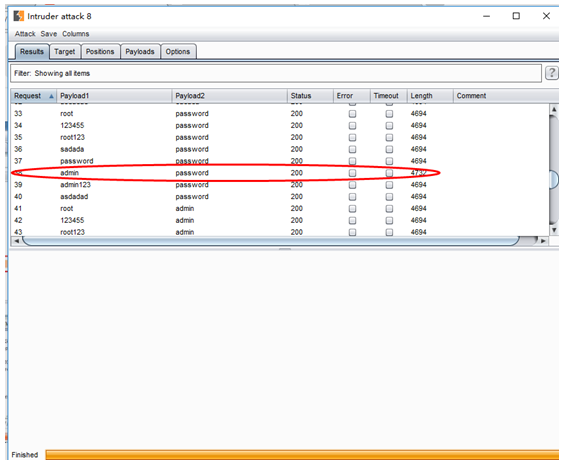 Intruder attack 8
Attack Save Columns
Results Target Positions Payloads Options
Filter: Showing all items ?
Request Payload1 Payload2 Status Error Timeout Length Comment
33 root password 200 4694
34 123455 password 200 4694
35 root123 password 200 4694
36 sadada password 200 4694
37 password password 200 4694
38 admin password 200 4732
39 admin123 password 200 4694
40 asdadad password 200 4694
41 root admin 200 4694
42 123455 admin 200 4694
43 root123 admin 200 4694
Finished